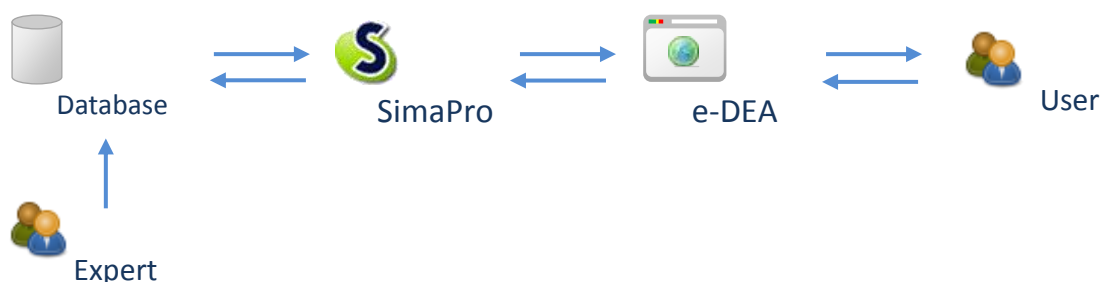 S
Database
SimaPro
e-DEA
User
Expert